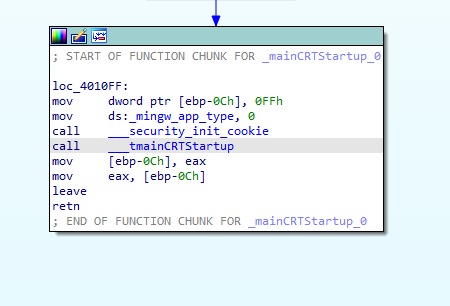 ; START OF FUNCTION CHUNK FOR _mainCRTStartup_0
loc_4010FF:
mov     dword ptr [ebp-0Ch], 0FFh
mov     ds:_mingw_app_type, 0
call    ___security_init_cookie
call    ___tmainCRTStartup
mov     [ebp-0Ch], eax
mov     eax, [ebp-0Ch]
leave
retn
; END OF FUNCTION CHUNK FOR _mainCRTStartup_0